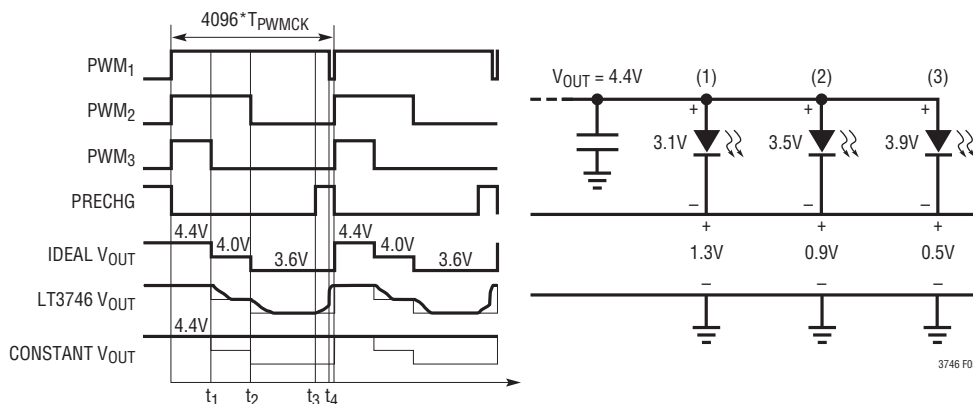 4096*TPWMCK
PWM1
PWM2
PWM3
PRECHG
4.4V 4.0V 3.6V 4.4V 4.0V 3.6V
IDEAL VOUT
LT3746 VOUT
4.4V
CONSTANT VOUT
t1 t2 t3 t4
VOUT = 4.4V (1) (2) (3)
+ + +
3.1V 3.5V 3.9V
– – –
+ + +
1.3V 0.9V 0.5V
– – –
3746 F0